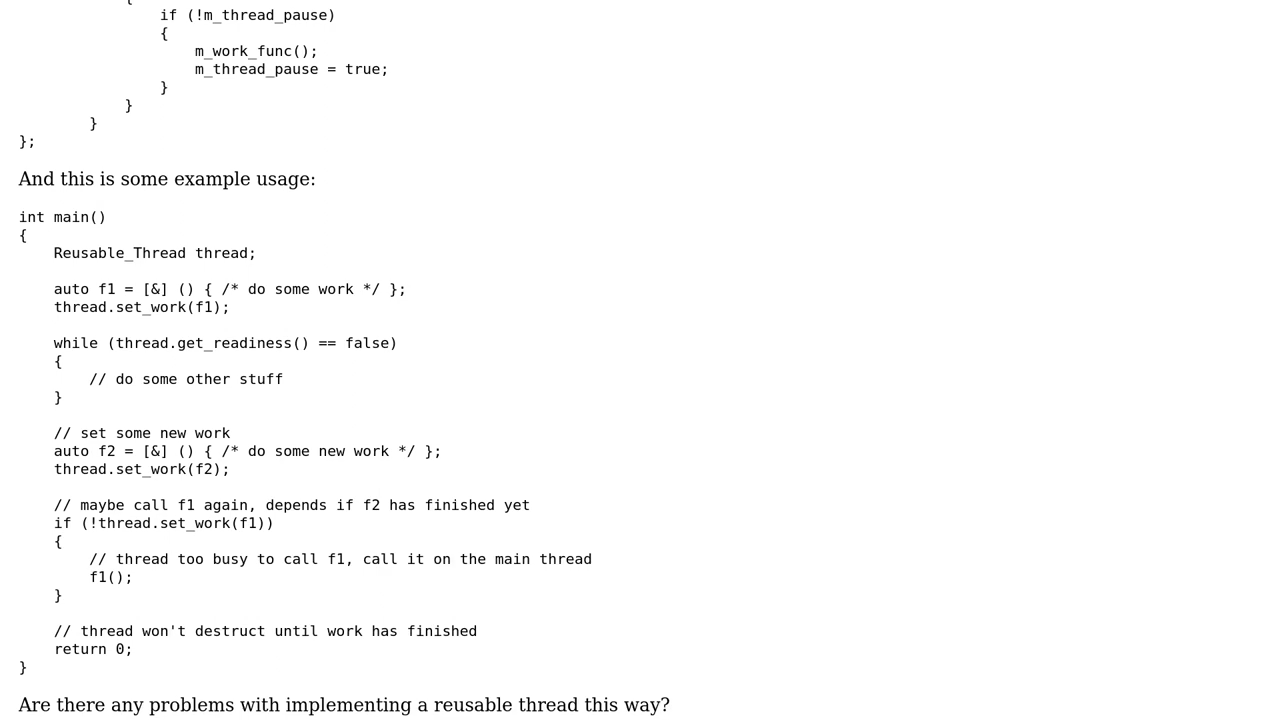 {
if (!m_thread_pause)
{
m_work_func();
m_thread_pause = true;
}
}
}
};
And this is some example usage:
int main()
{
Reusable_Thread thread;
auto f1 = [&] () { /* do some work */ };
thread.set_work(f1);
while (thread.get_readiness() == false)
{
// do some other stuff
}
// set some new work
auto f2 = [&] () { /* do some new work */ };
thread.set_work(f2);
// maybe call f1 again, depends if f2 has finished yet
if (!thread.set_work(f1))
{
// thread too busy to call f1, call it on the main thread
f1();
}
// thread won't destruct until work has finished
return 0;
}
Are there any problems with implementing a reusable thread this way?